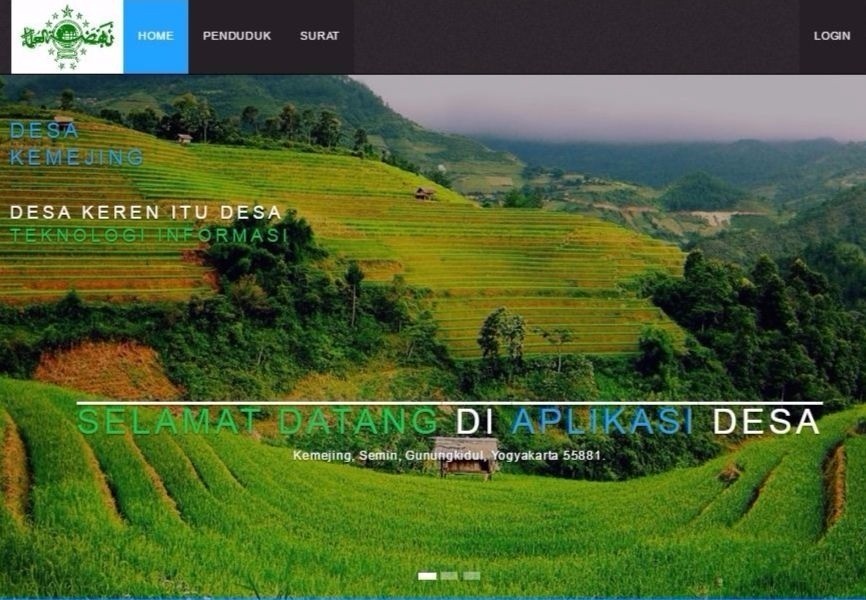 HOME
PENDUDUK
SURAT
LOGIN
DESA
KEMEJING
DESA KEREN ITU DESA
TEKNOLOGI INFORMASI
SELAMAT DATANG DI APLIKASI DESA
Kemejing, Semin, Gunungkidul, Yogyakarta 55881.